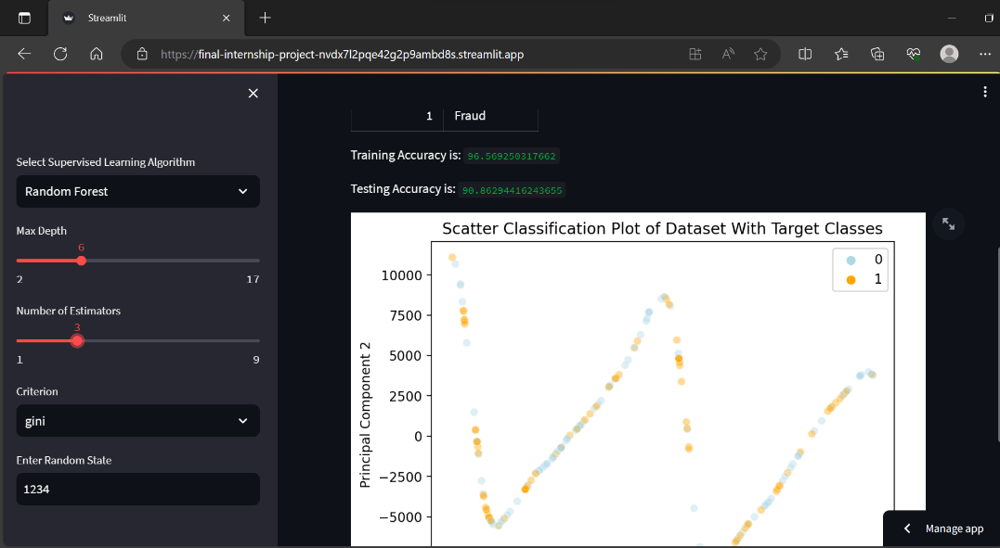 Streamlit
https://final-internship-project-nvdx7l2pqe42g2p9ambd8s.streamlit.app
Select Supervised Learning Algorithm
Random Forest
Max Depth
6
2 17
Number of Estimators
3
1 9
Criterion
gini
Enter Random State
1234
1 Fraud
Training Accuracy is: 96.569250317662
Testing Accuracy is: 90.86294416243655
Scatter Classification Plot of Dataset With Target Classes
0
1
10000
7500
5000
2500
0
−2500
−5000
Principal Component 2
Manage app